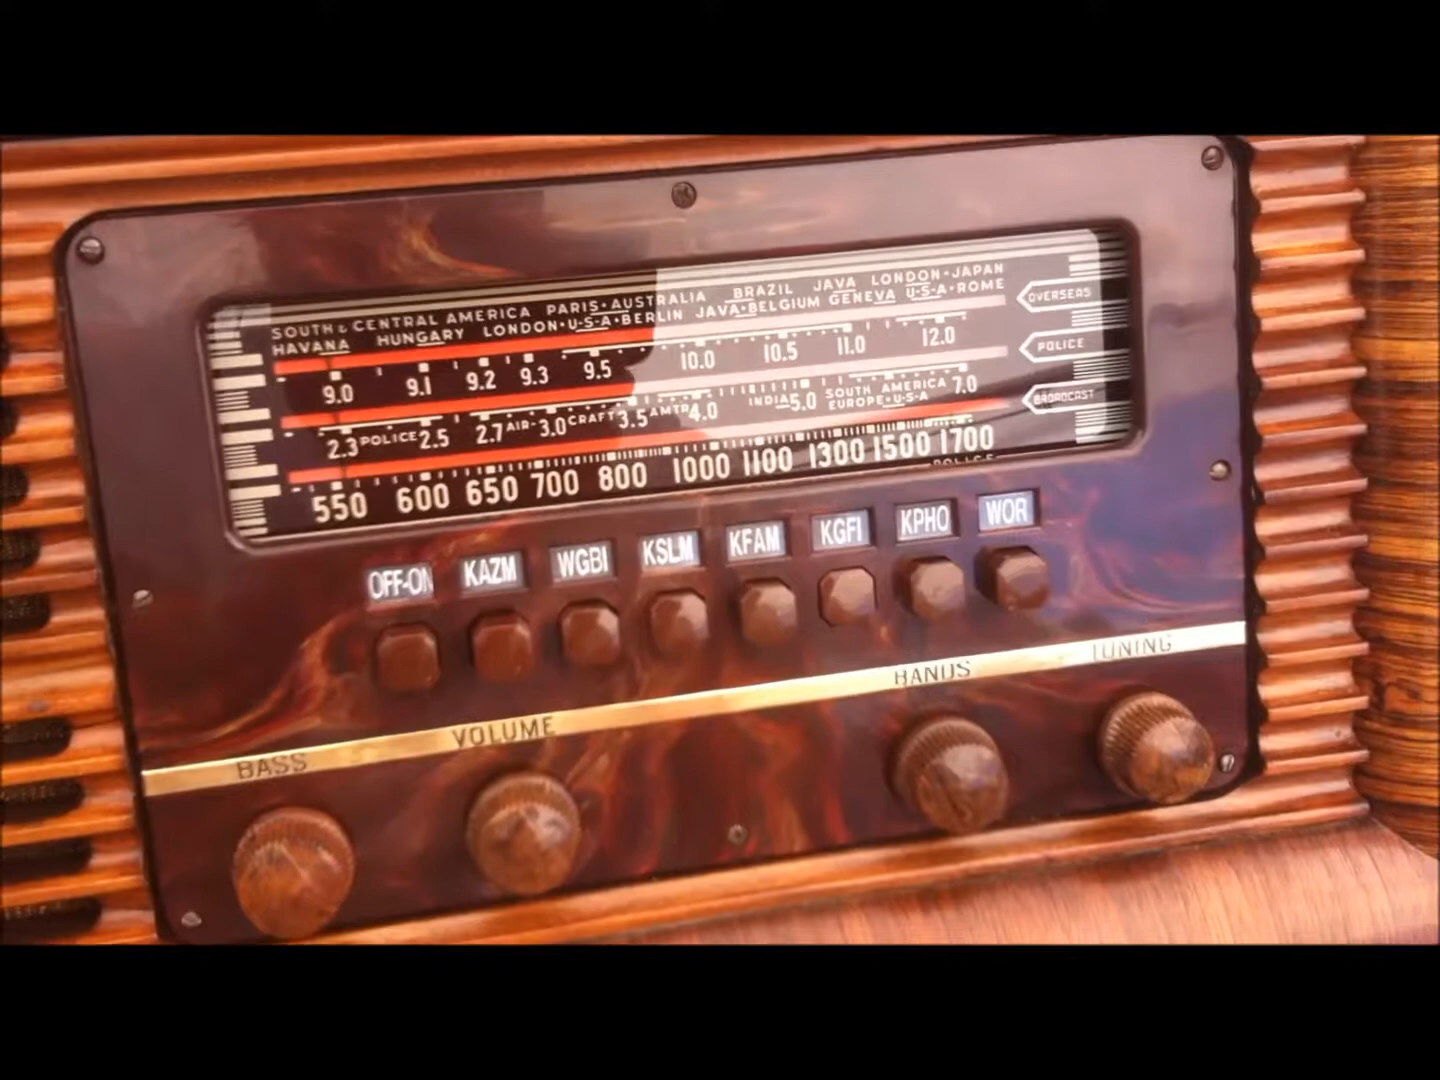 SOUTH & CENTRAL AMERICA PARIS•AUSTRALIA BRAZIL JAVA LONDON•JAPAN
HAVANA HUNGARY LONDON•U•S•A•BERLIN JAVA•BELGIUM GENEVA U•S•A•ROME
OVERSEAS
9.0 9.1 9.2 9.3 9.5 10.0 10.5 11.0 12.0
POLICE
2.3 POLICE 2.5 2.7 AIR- 3.0 CRAFT 3.5 AMTR 4.0 INDIA 5.0 SOUTH AMERICA 7.0
EUROPE•U•S•A
BROADCAST
550 600 650 700 800 1000 1100 1300 1500 1700
POLICE
OFF-ON KAZM WGBI KSLM KFAM KGFI KPHO WOR
BASS VOLUME BANDS TUNING